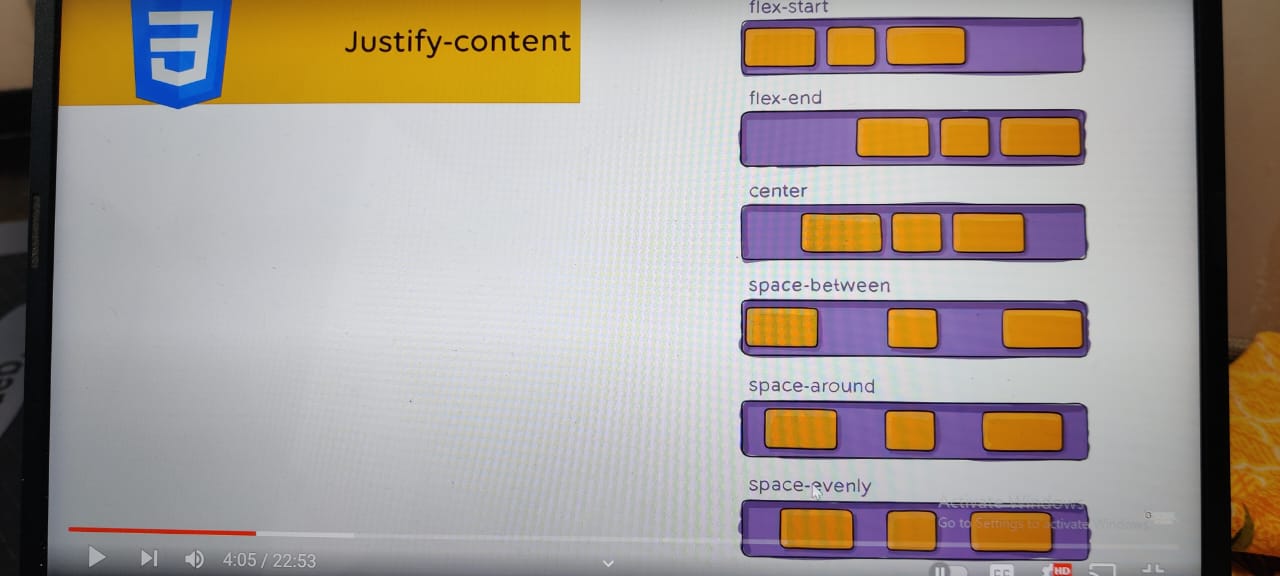 Justify-content
flex-start
flex-end
center
space-between
space-around
space-evenly
Activate Windows
Go to Settings to activate Windows.
4:05 / 22:53
HD